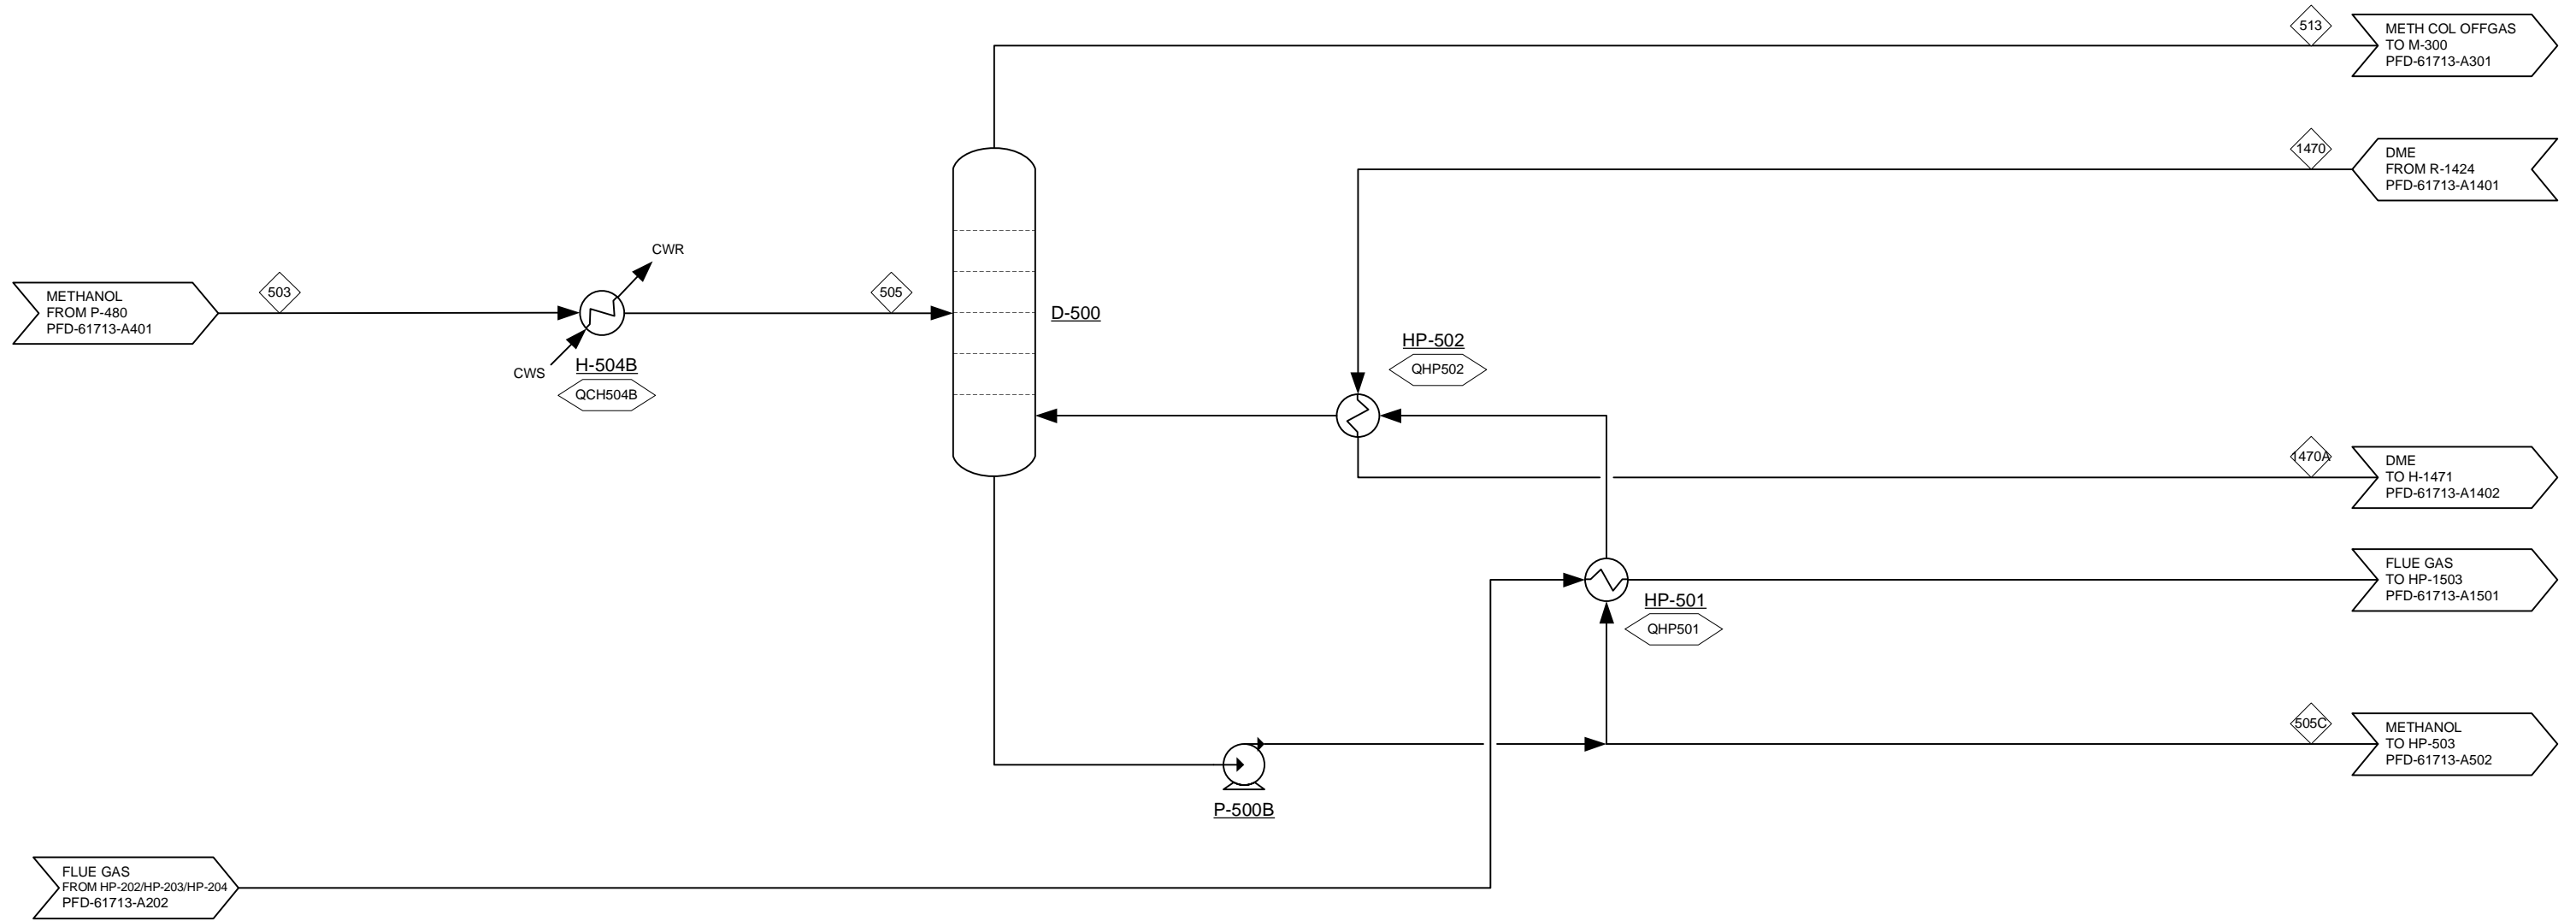 513
METH COL OFFGAS
TO M-300
PFD-61713-A301
1470
DME
FROM R-1424
PFD-61713-A1401
CWR
503
505
METHANOL
FROM P-480
PFD-61713-A401
D-500
CWS
H-504B
QCH504B
HP-502
QHP502
1470A
DME
TO H-1471
PFD-61713-A1402
FLUE GAS
TO HP-1503
PFD-61713-A1501
HP-501
QHP501
505C
METHANOL
TO HP-503
PFD-61713-A502
P-500B
FLUE GAS
FROM HP-202/HP-203/HP-204
PFD-61713-A202